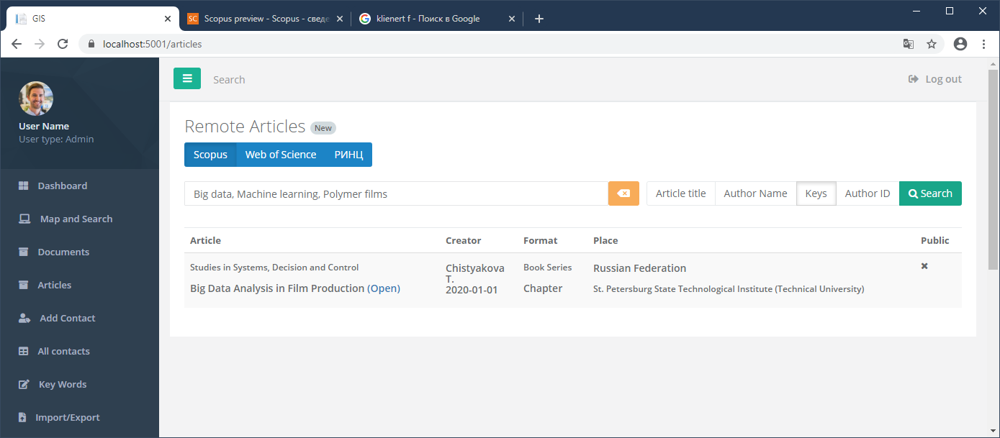 GIS
SC Scopus preview - Scopus - сведе
klienert f - Поиск в Google
localhost:5001/articles
User Name
User type: Admin
Dashboard
Map and Search
Documents
Articles
Add Contact
All contacts
Key Words
Import/Export
Search
Log out
Remote Articles New
Scopus Web of Science РИНЦ
Big data, Machine learning, Polymer films
Article title Author Name Keys Author ID Search
Article Creator Format Place Public
Studies in Systems, Decision and Control
Big Data Analysis in Film Production (Open)
Chistyakova
T.
2020-01-01
Book Series
Chapter
Russian Federation
St. Petersburg State Technological Institute (Technical University)